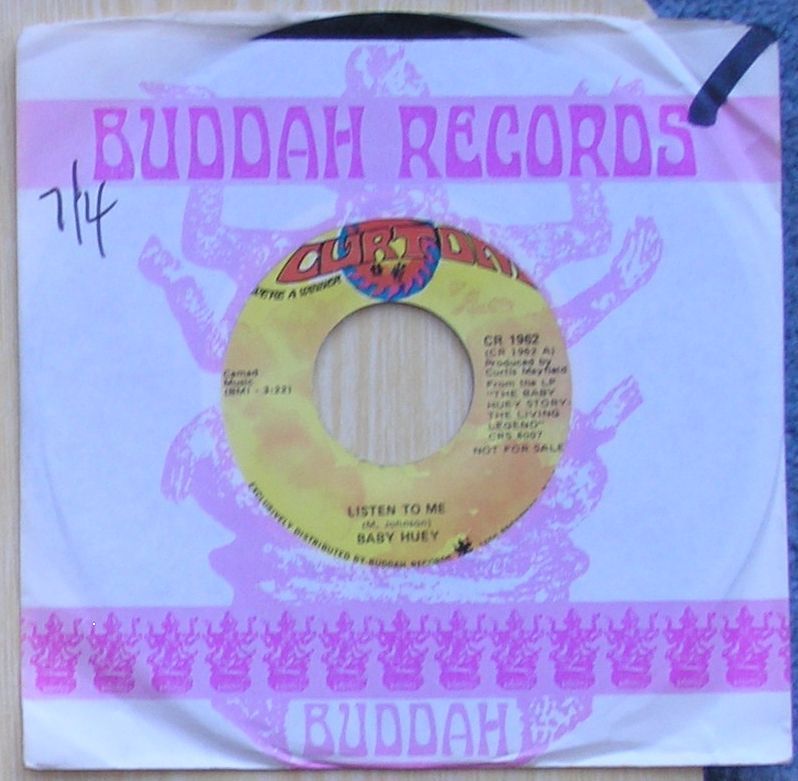 BUDDAH RECORDS
7/4
CURTOM
WE'RE A WINNER
CR 1962
(CR 1962 A)
Produced by
Curtis Mayfield
From the LP
"THE BABY
HUEY STORY
THE LIVING
LEGEND"
CRS 8007
NOT FOR SALE
Camad
Music
(BMI - 3:22)
LISTEN TO ME
(M. Johnson)
BABY HUEY
EXCLUSIVELY DISTRIBUTED BY BUDDAH RECORDS
BUDDAH